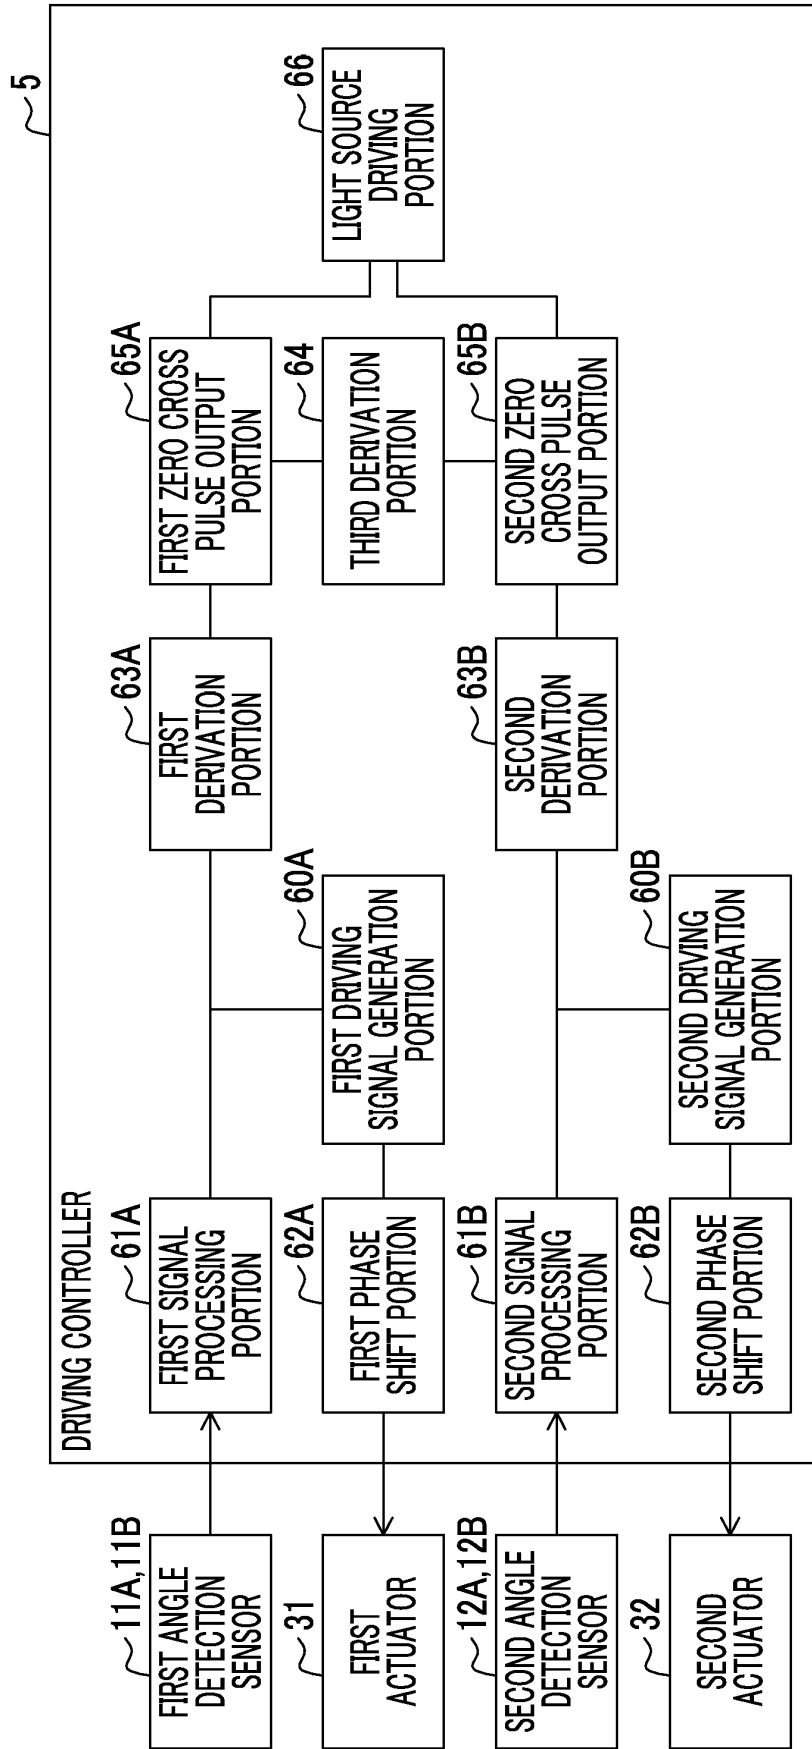 5
DRIVING CONTROLLER
11A,11B
FIRST ANGLE
DETECTION
SENSOR
61A
FIRST SIGNAL
PROCESSING
PORTION
63A
FIRST
DERIVATION
PORTION
65A
FIRST ZERO CROSS
PULSE OUTPUT
PORTION
31
FIRST
ACTUATOR
62A
FIRST PHASE
SHIFT PORTION
60A
FIRST DRIVING
SIGNAL GENERATION
PORTION
64
THIRD DERIVATION
PORTION
66
LIGHT SOURCE
DRIVING
PORTION
12A,12B
SECOND ANGLE
DETECTION
SENSOR
61B
SECOND SIGNAL
PROCESSING
PORTION
63B
SECOND
DERIVATION
PORTION
65B
SECOND ZERO
CROSS PULSE
OUTPUT PORTION
32
SECOND
ACTUATOR
62B
SECOND PHASE
SHIFT PORTION
60B
SECOND DRIVING
SIGNAL GENERATION
PORTION